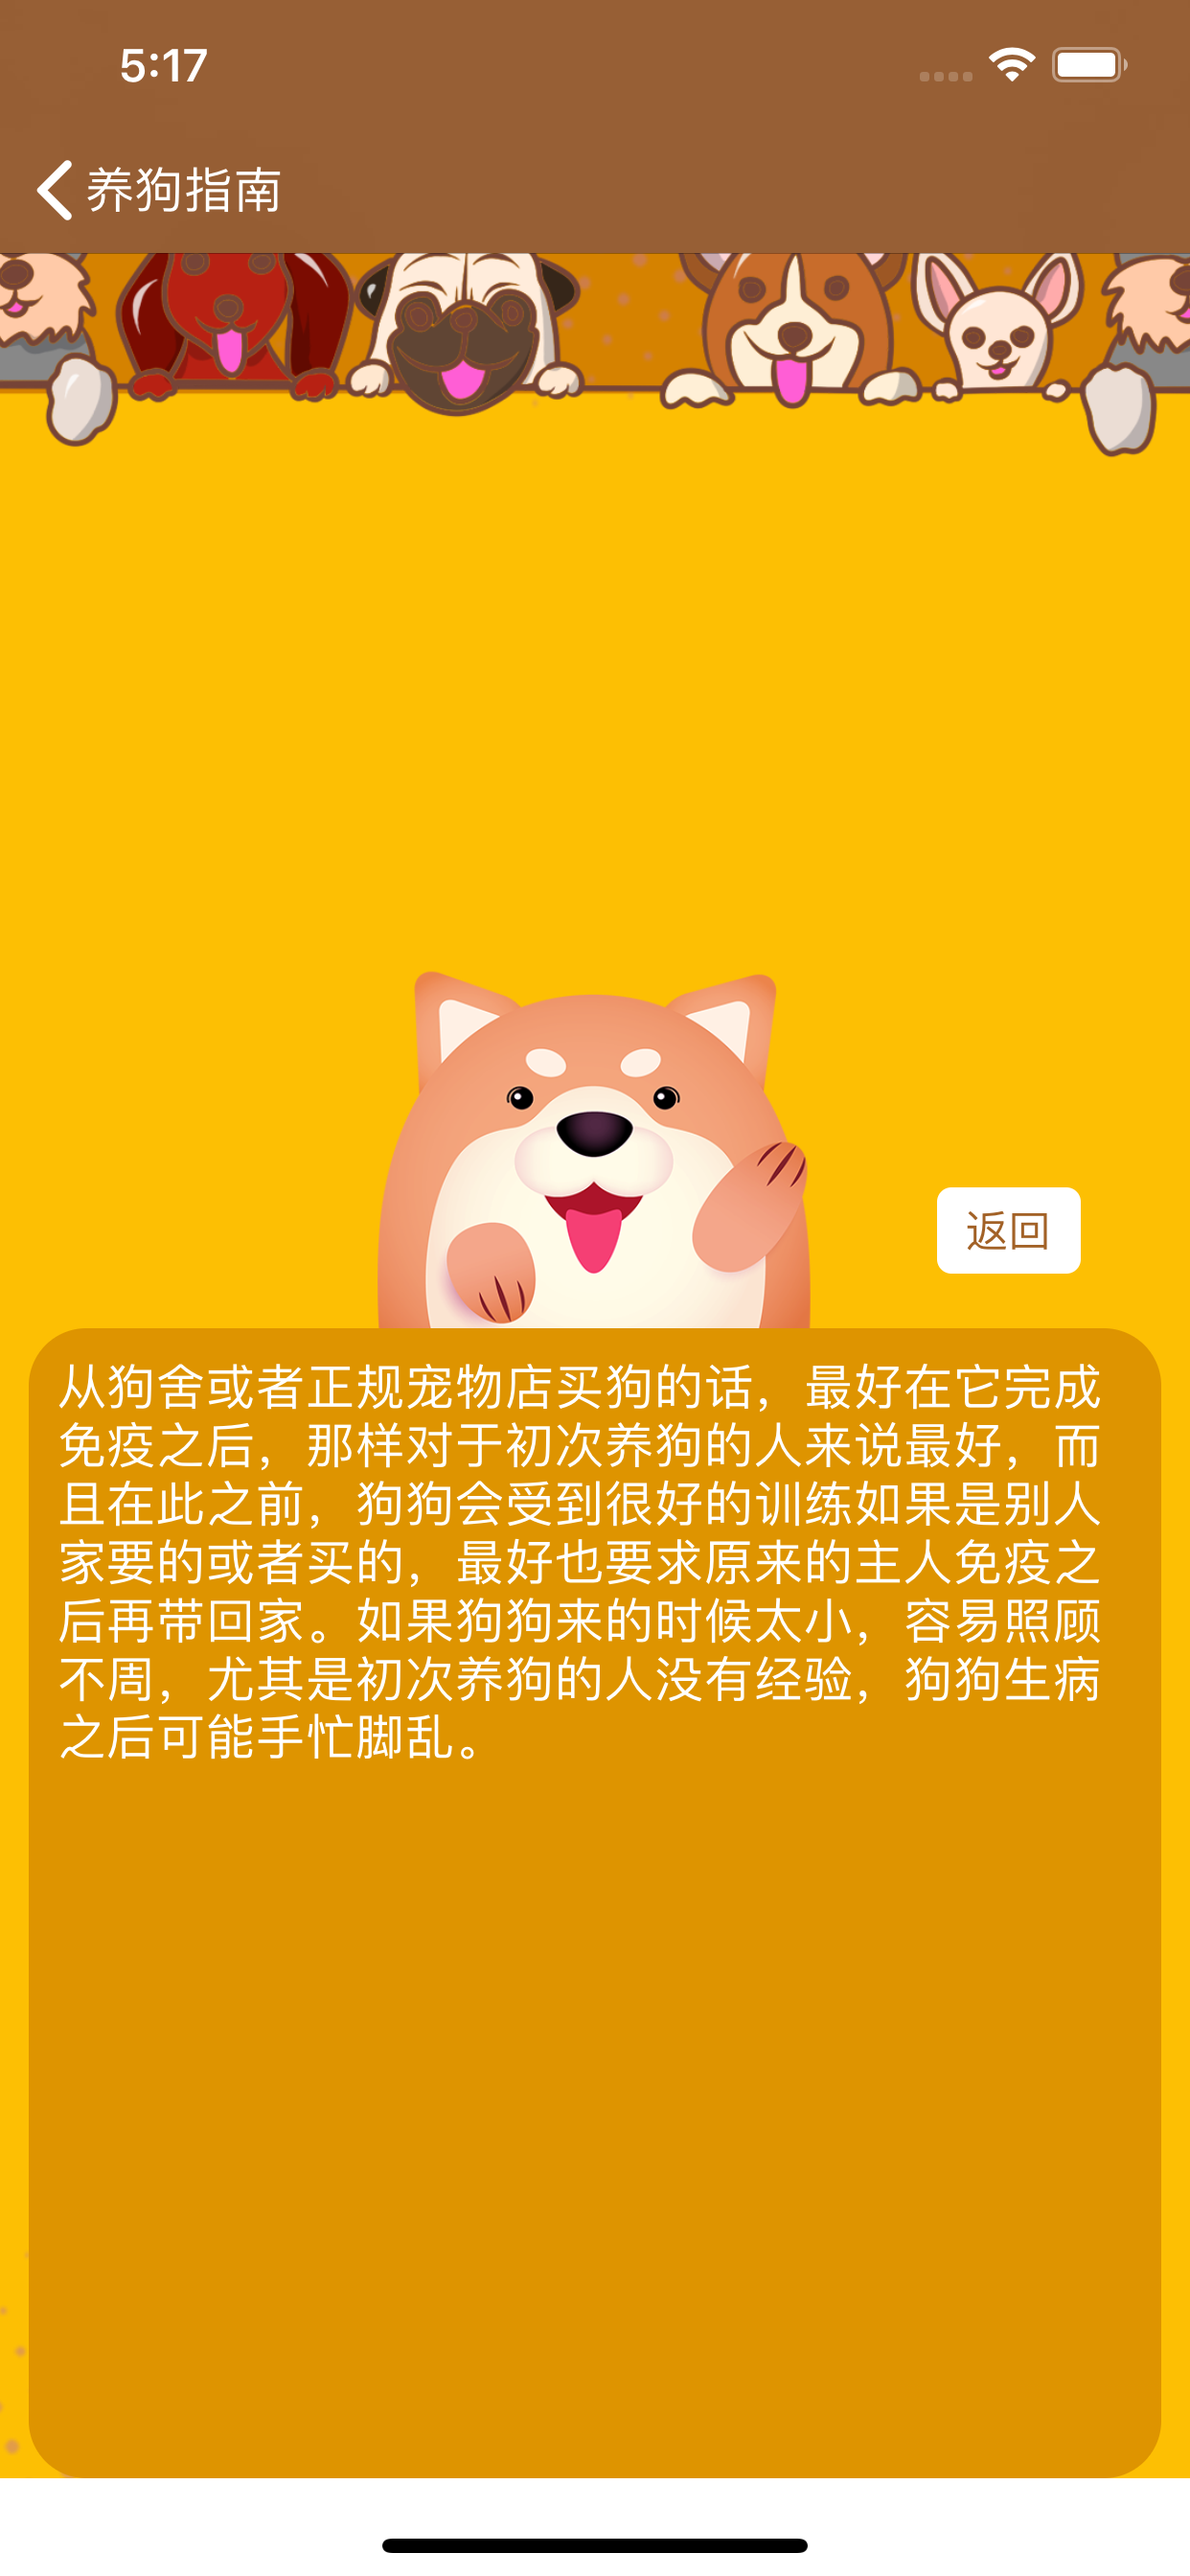 5:17
养狗指南
返回
从狗舍或者正规宠物店买狗的话，最好在它完成
免疫之后，那样对于初次养狗的人来说最好，而
且在此之前，狗狗会受到很好的训练如果是别人
家要的或者买的，最好也要求原来的主人免疫之
后再带回家。如果狗狗来的时候太小，容易照顾
不周，尤其是初次养狗的人没有经验，狗狗生病
之后可能手忙脚乱。